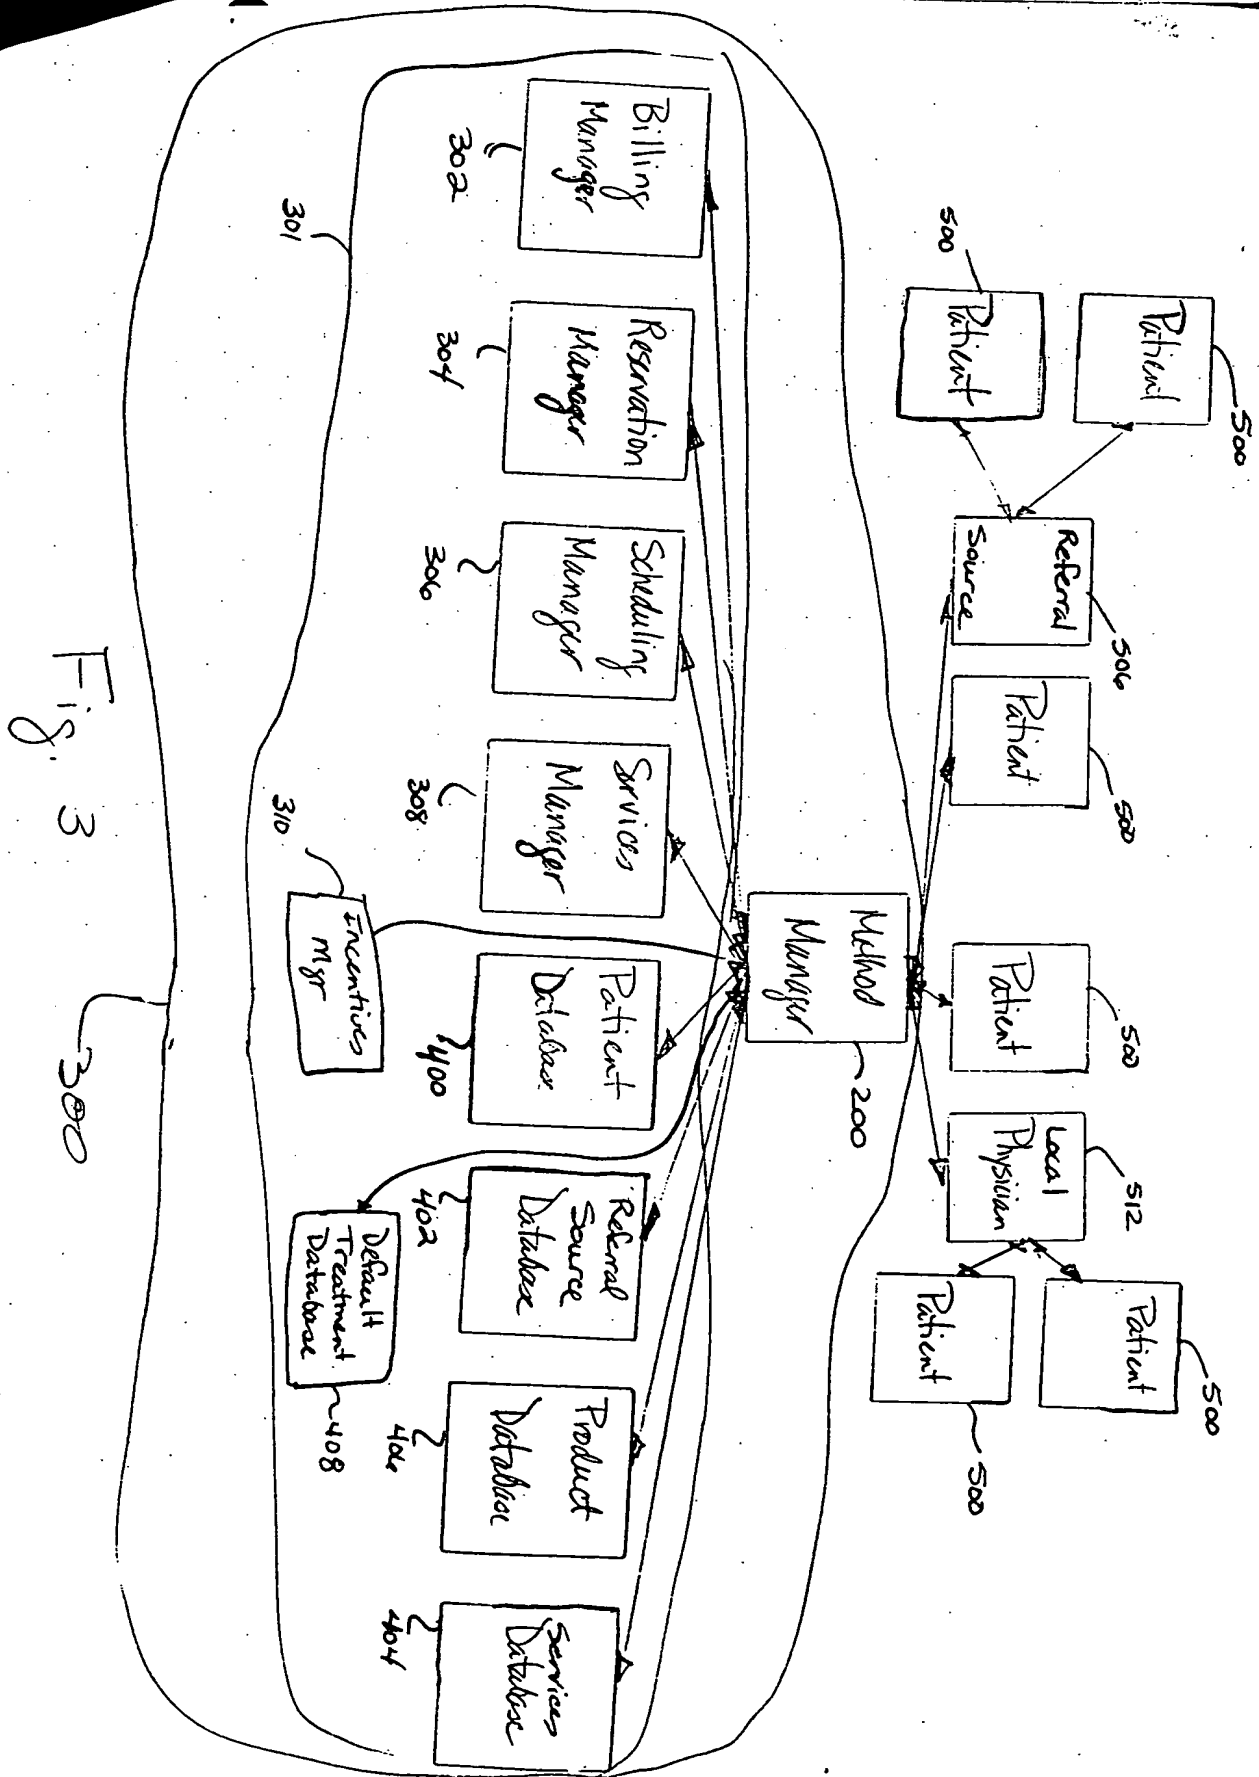 500
Patient
500
Patient
Referral
Source
506
Patient
500
Patient
500
Local
Physician
512
Patient
500
Patient
500
Method
Manager
200
Billing
Manager
302
Reservation
Manager
304
Scheduling
Manager
306
Services
Manager
308
Patient
Database
400
Referral
Source
Database
402
Product
Database
406
Services
Database
404
301
Incentives
Mgr
310
Default
Treatment
Database
408
300
Fig. 3